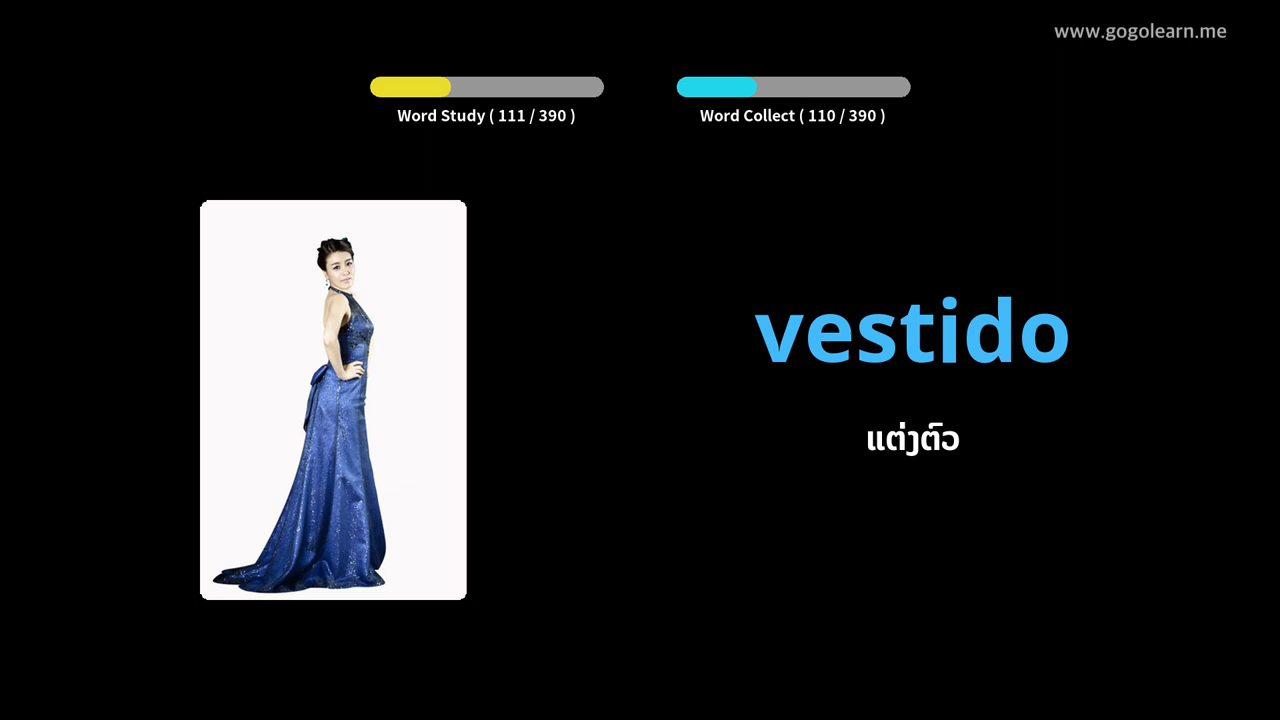 www.gogolearn.me
Word Study ( 111 / 390 )
Word Collect ( 110 / 390 )
vestido
ແຕ່ງຕົວ